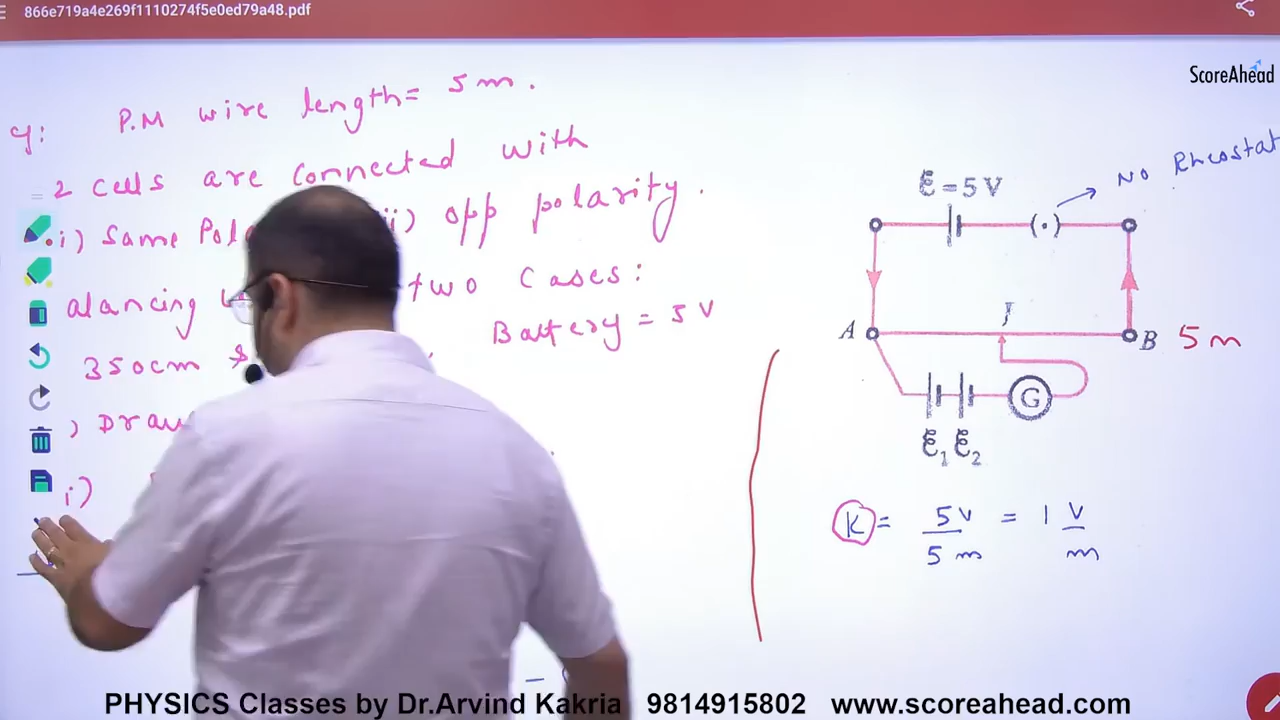 866e719a4e269f1110274f5e0ed79a48.pdf
ScoreAhead
P.M wire length = 5 m.
2 cells are connected with
i) Same ii) opp polarity.
alancing two Cases:
350cm Battery = 5 V
) Draw
i)
ℰ = 5 V
(·) → NO Rheostat
J
A B 5 m
G
ℰ₁ ℰ₂
K = 5V / 5 m = 1 V / m
PHYSICS Classes by Dr.Arvind Kakria 9814915802 www.scoreahead.com